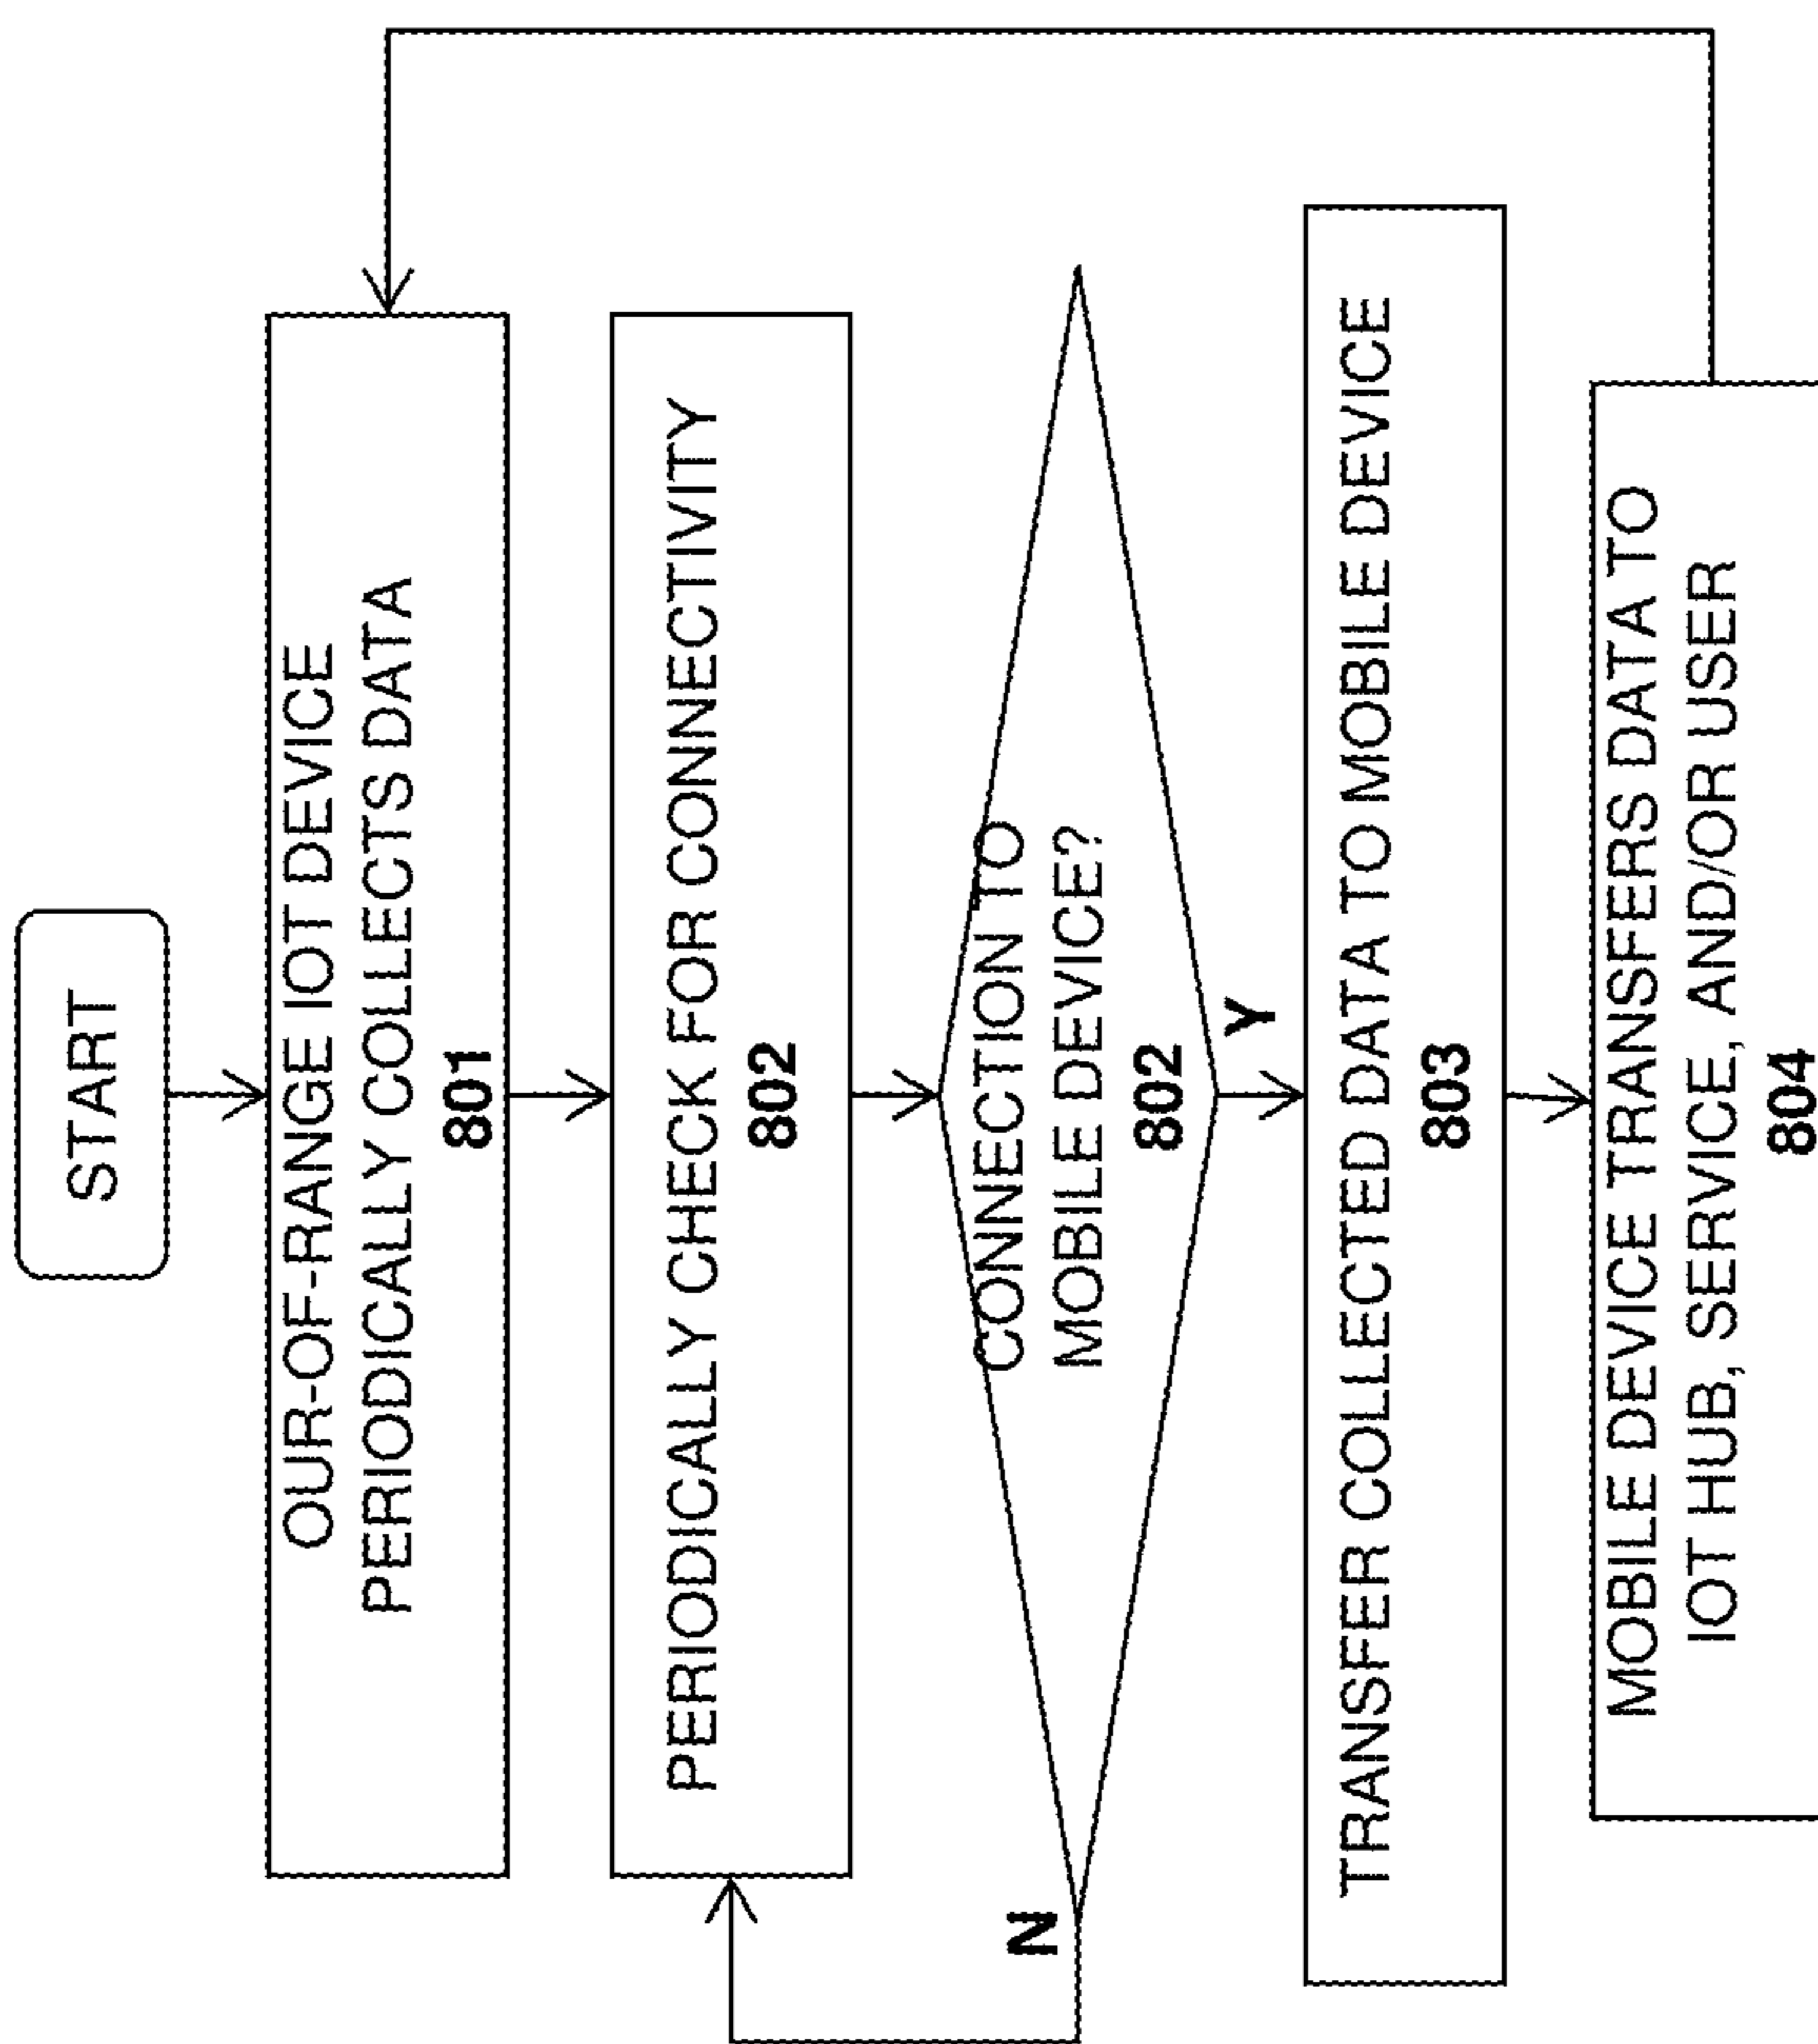 START
OUR-OF-RANGE IOT DEVICE
PERIODICALLY COLLECTS DATA
801
PERIODICALLY CHECK FOR CONNECTIVITY
802
CONNECTION TO
MOBILE DEVICE?
802
N
Y
TRANSFER COLLECTED DATA TO MOBILE DEVICE
803
MOBILE DEVICE TRANSFERS DATA TO
IOT HUB, SERVICE, AND/OR USER
804